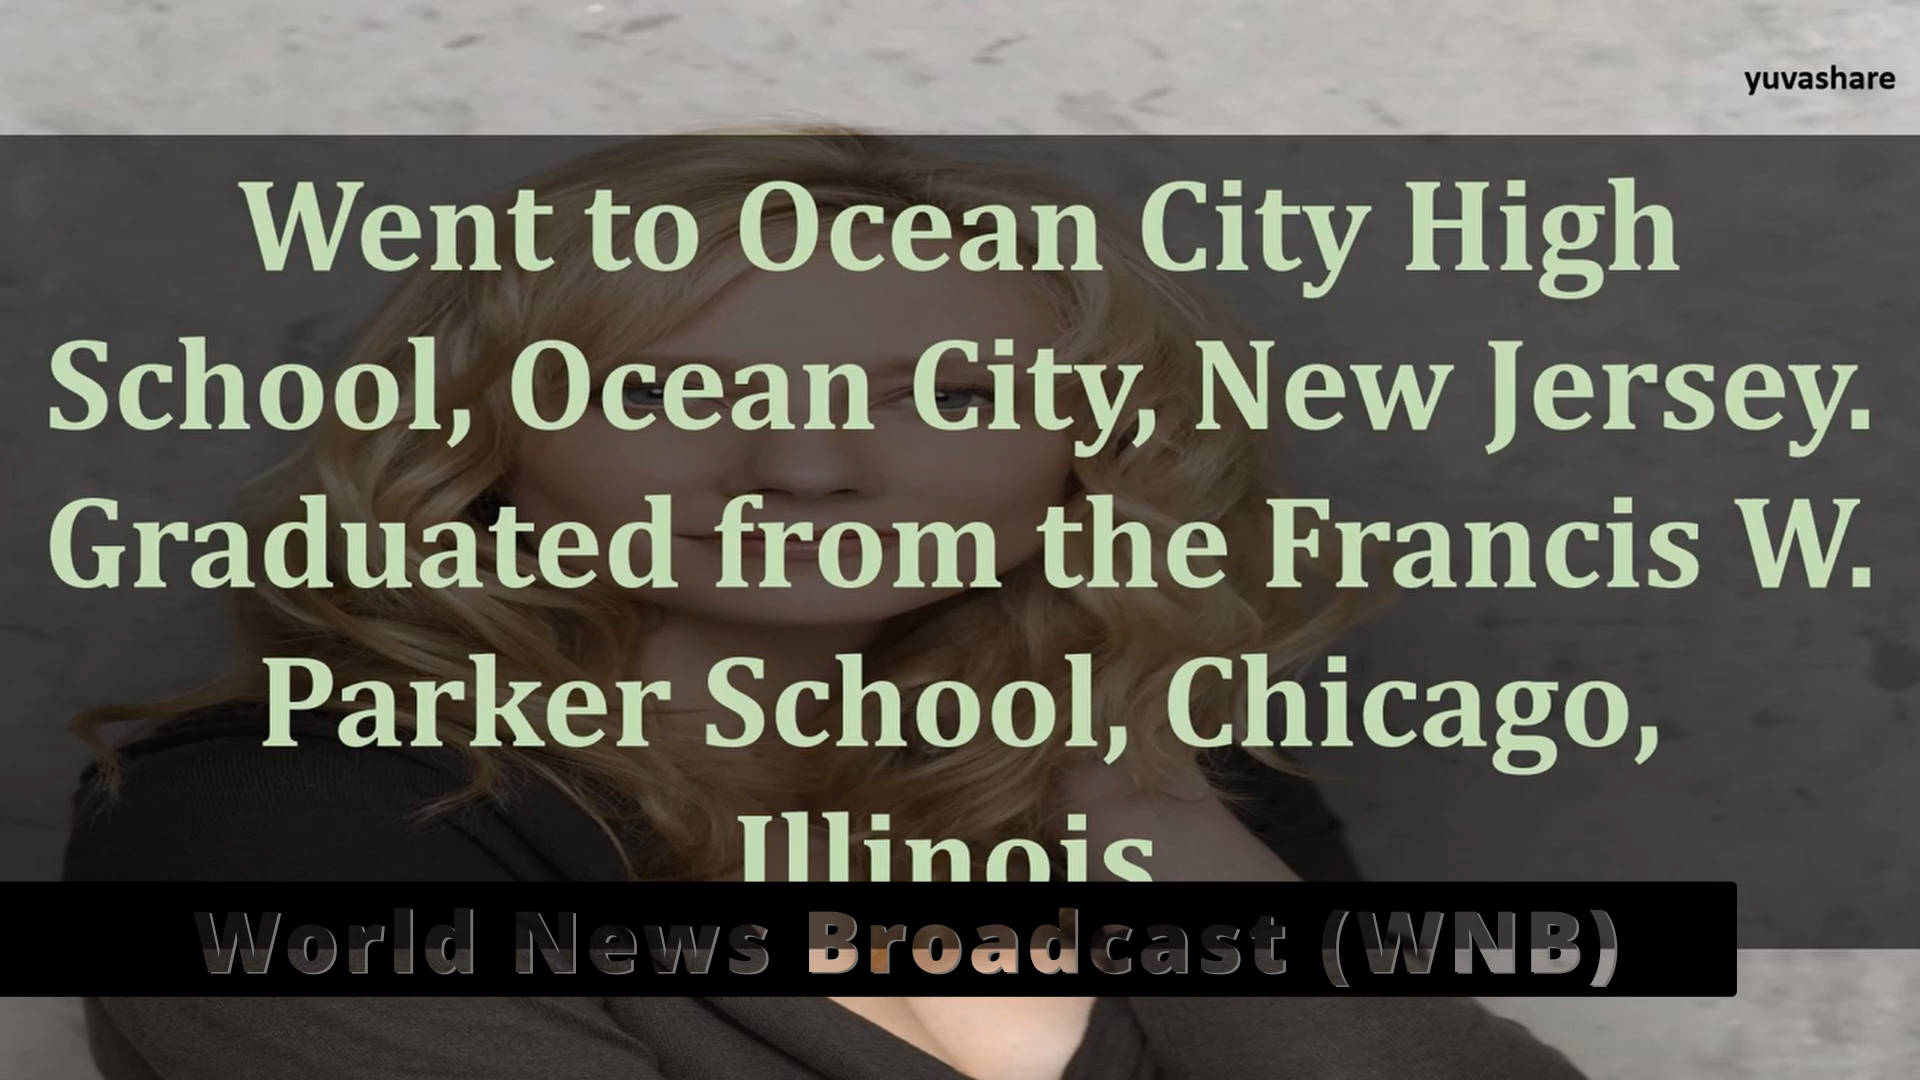 yuvashare
Went to Ocean City High
School, Ocean City, New Jersey.
Graduated from the Francis W.
Parker School, Chicago,
Illinois
World News Broadcast (WNB)